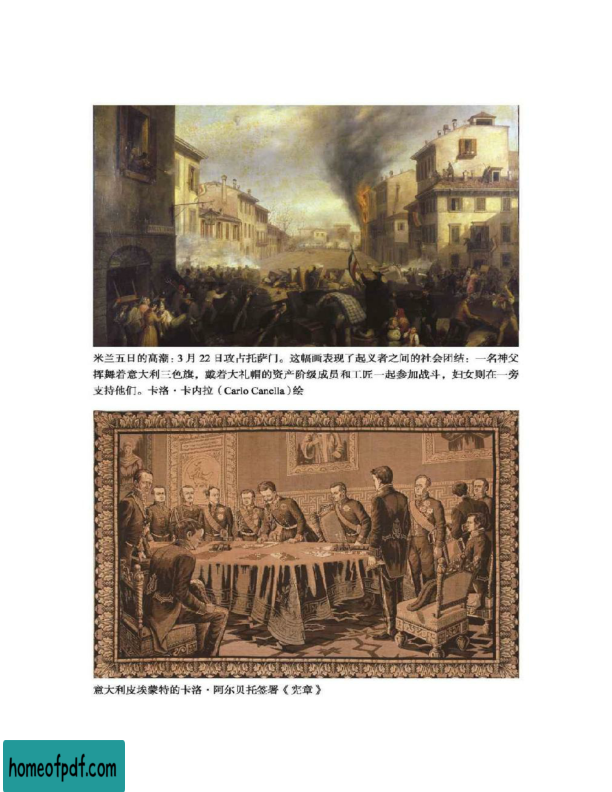 米兰五日的高潮：3 月 22 日攻占托萨门。这幅画表现了起义者之间的社会团结：一名神父
挥舞着意大利三色旗，戴着大礼帽的资产阶级成员和工匠一起参加战斗，妇女则在一旁
支持他们。卡洛·卡内拉（Carlo Canella）绘
意大利皮埃蒙特的卡洛·阿尔贝托签署《宪章》
homeofpdf.com